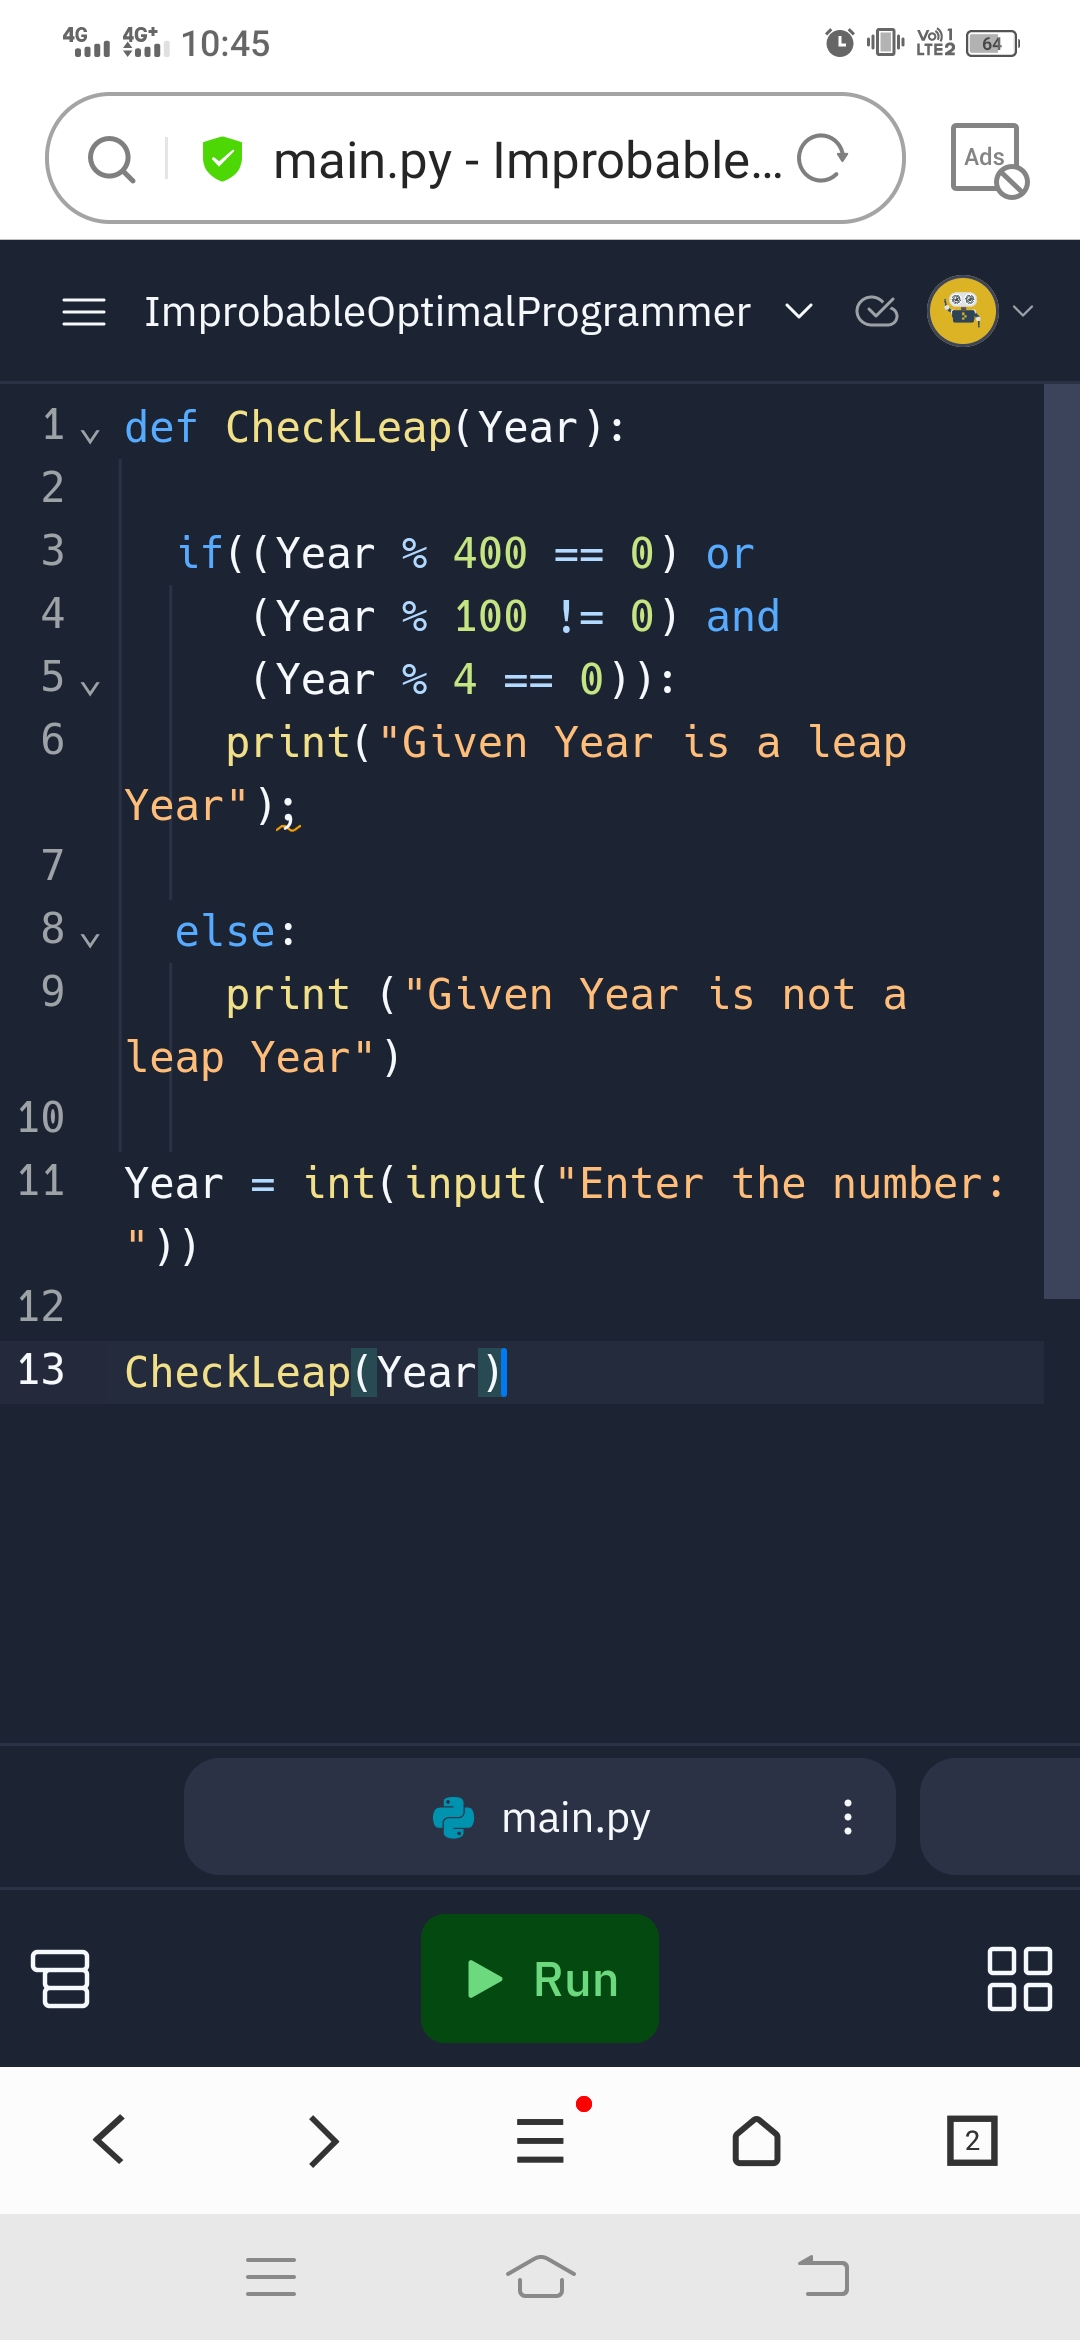 4G 4G+ 10:45 Vo) 1 LTE2 64
main.py - Improbable... Ads
ImprobableOptimalProgrammer
1 def CheckLeap(Year):
2
3 if((Year % 400 == 0) or
4 (Year % 100 != 0) and
5 (Year % 4 == 0)):
6 print("Given Year is a leap
Year");
7
8 else:
9 print ("Given Year is not a
leap Year")
10
11 Year = int(input("Enter the number:
"))
12
13 CheckLeap(Year)
main.py
Run
2